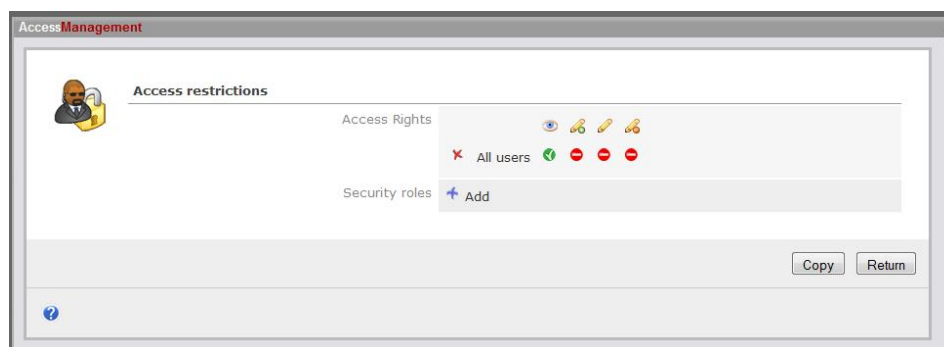 AccessManagement
Access restrictions
Access Rights
All users
Security roles Add
Copy Return